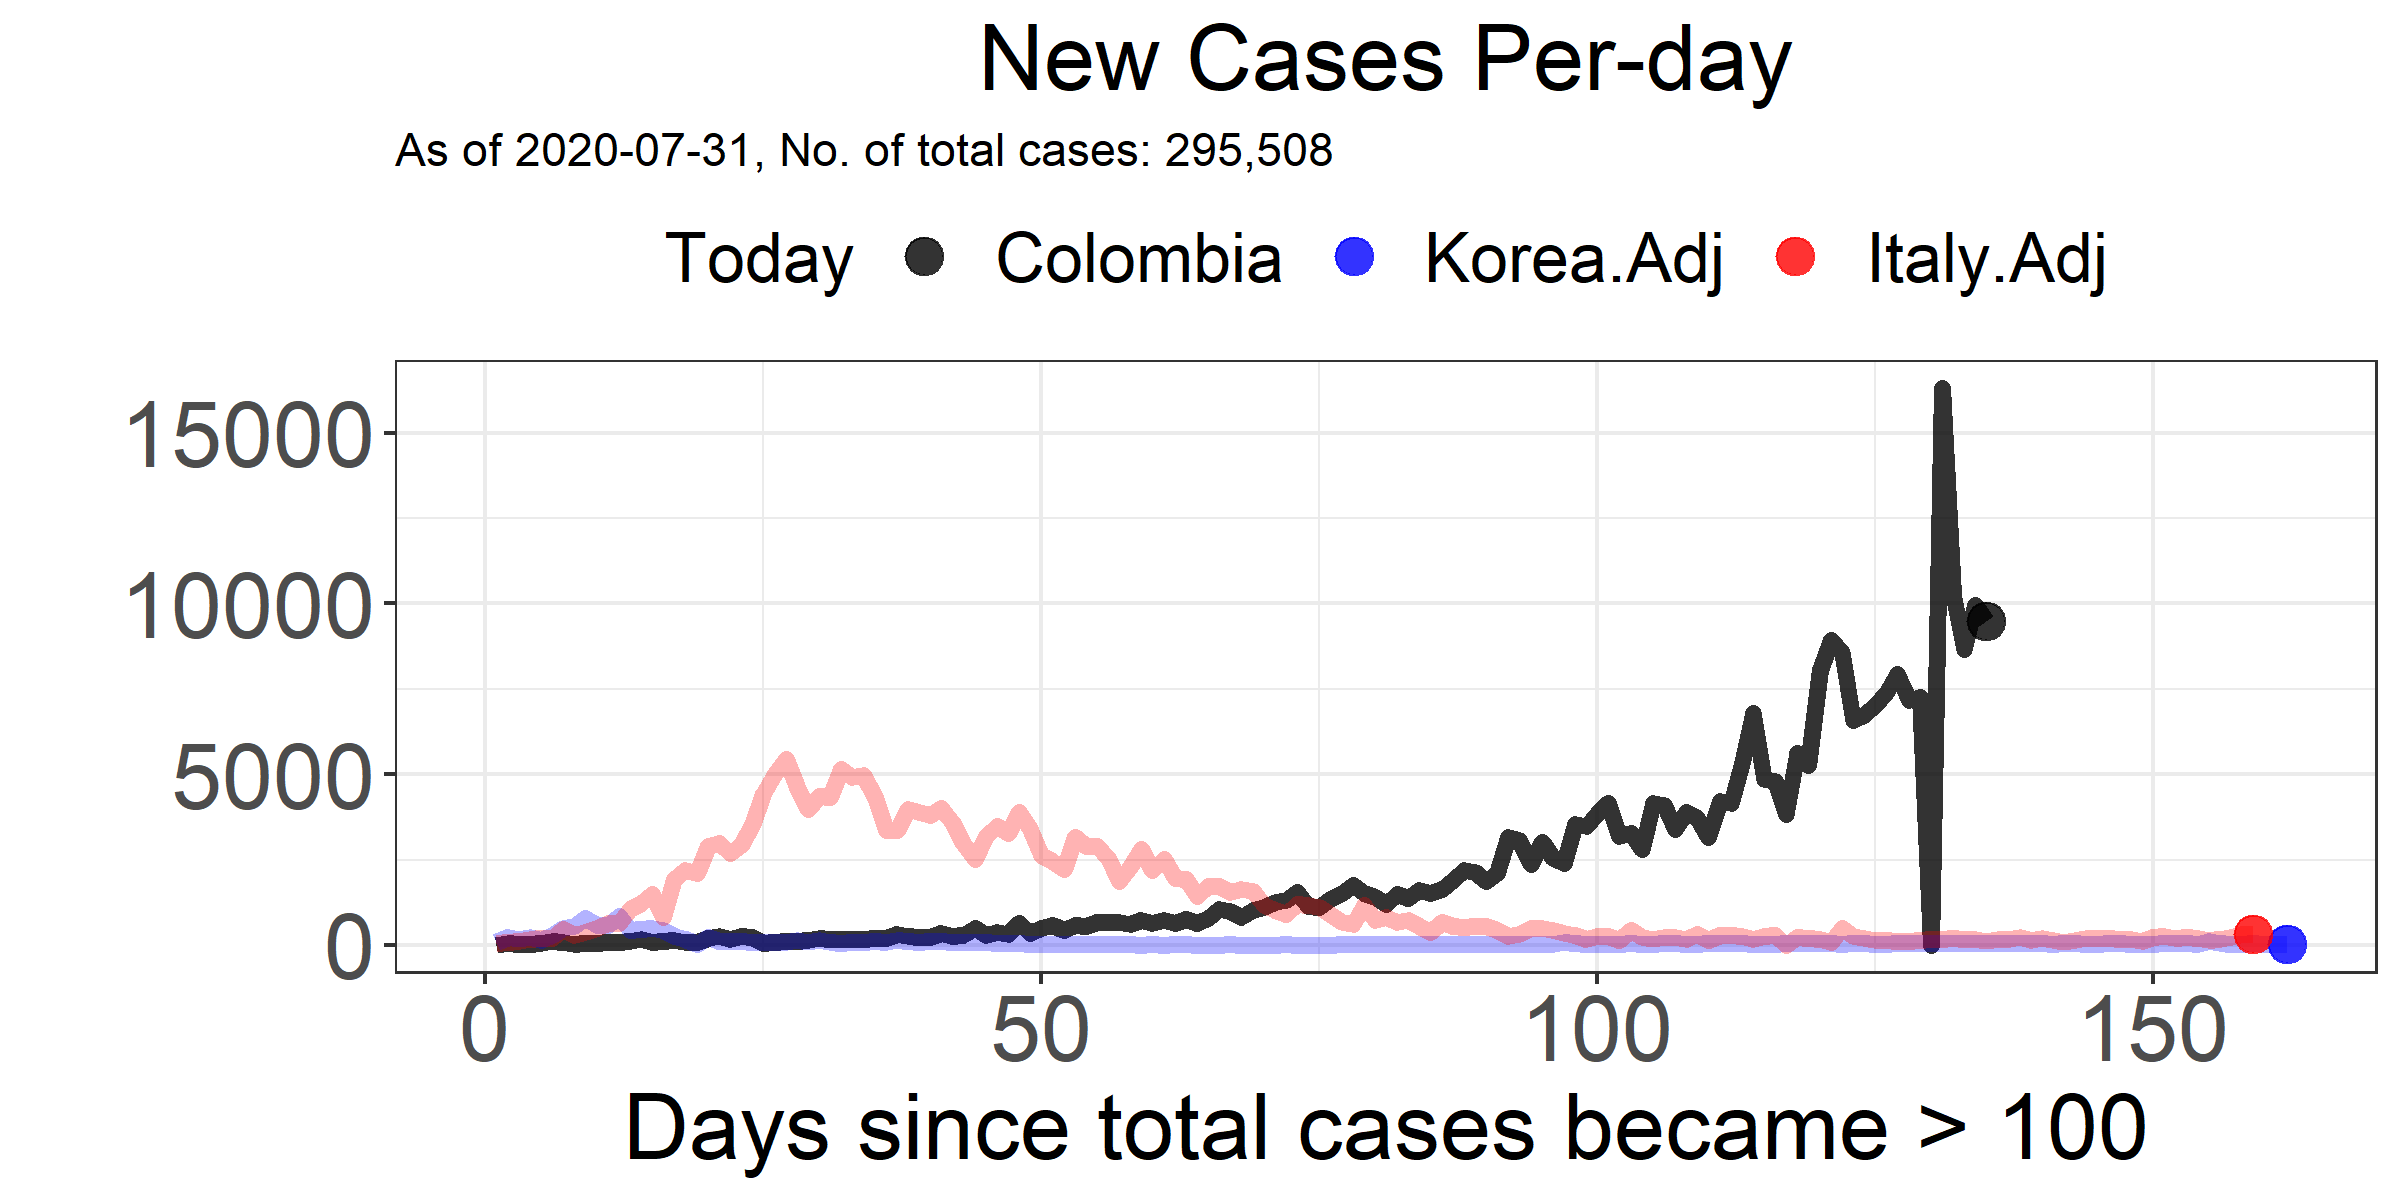 New Cases Per-day
As of 2020-07-31, No. of total cases: 295,508
Today Colombia Korea.Adj Italy.Adj
15000
10000
5000
0
0 50 100 150
Days since total cases became > 100